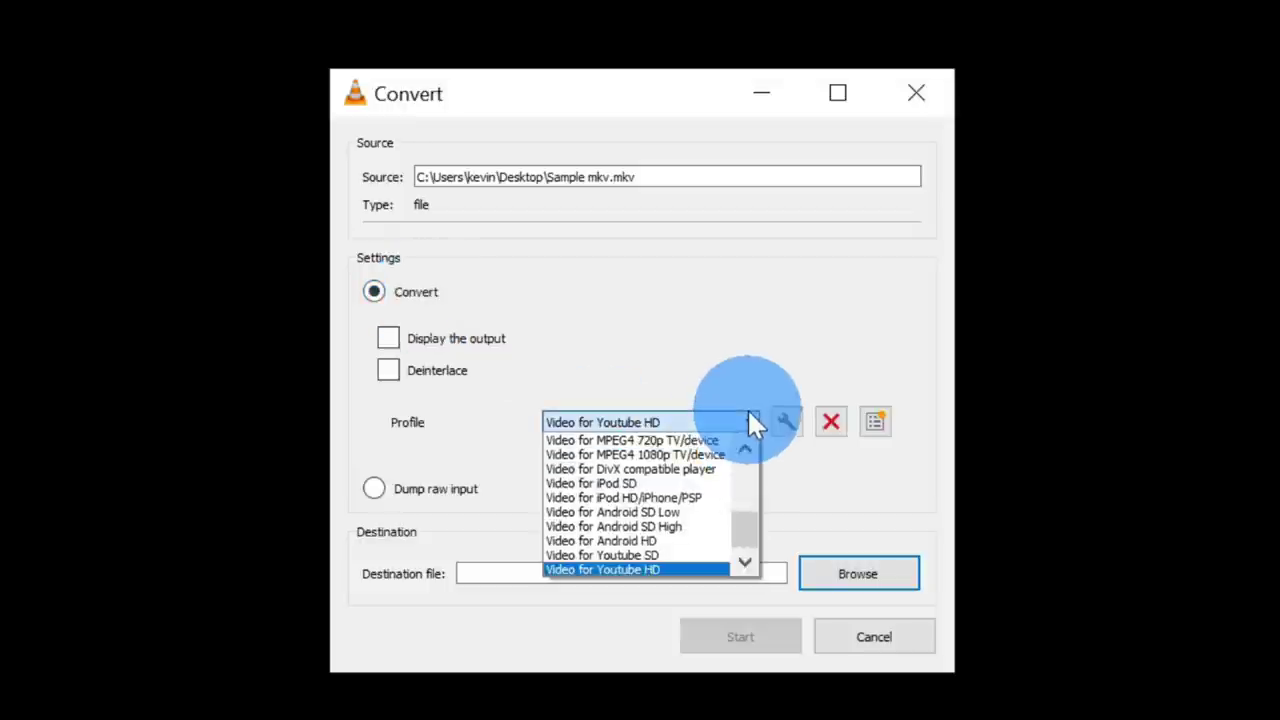 Convert
Source
Source: C:\Users\kevin\Desktop\Sample mkv.mkv
Type: file
Settings
Convert
Display the output
Deinterlace
Profile Video for Youtube HD
Video for MPEG4 720p TV/device
Video for MPEG4 1080p TV/device
Video for DivX compatible player
Video for iPod SD
Video for iPod HD/iPhone/PSP
Video for Android SD Low
Video for Android SD High
Video for Android HD
Video for Youtube SD
Video for Youtube HD
Dump raw input
Destination
Destination file: Browse
Start Cancel